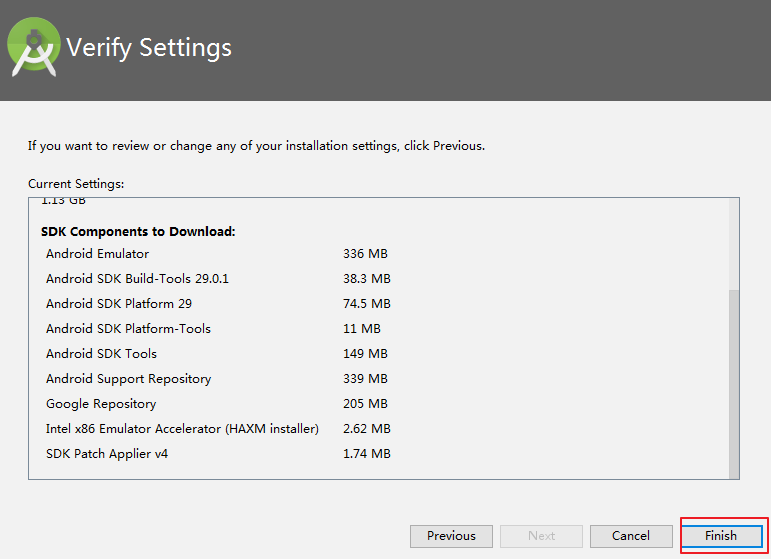 Verify Settings
If you want to review or change any of your installation settings, click Previous.
Current Settings:
1.13 GB
SDK Components to Download:
Android Emulator 336 MB
Android SDK Build-Tools 29.0.1 38.3 MB
Android SDK Platform 29 74.5 MB
Android SDK Platform-Tools 11 MB
Android SDK Tools 149 MB
Android Support Repository 339 MB
Google Repository 205 MB
Intel x86 Emulator Accelerator (HAXM installer) 2.62 MB
SDK Patch Applier v4 1.74 MB
Previous Next Cancel Finish